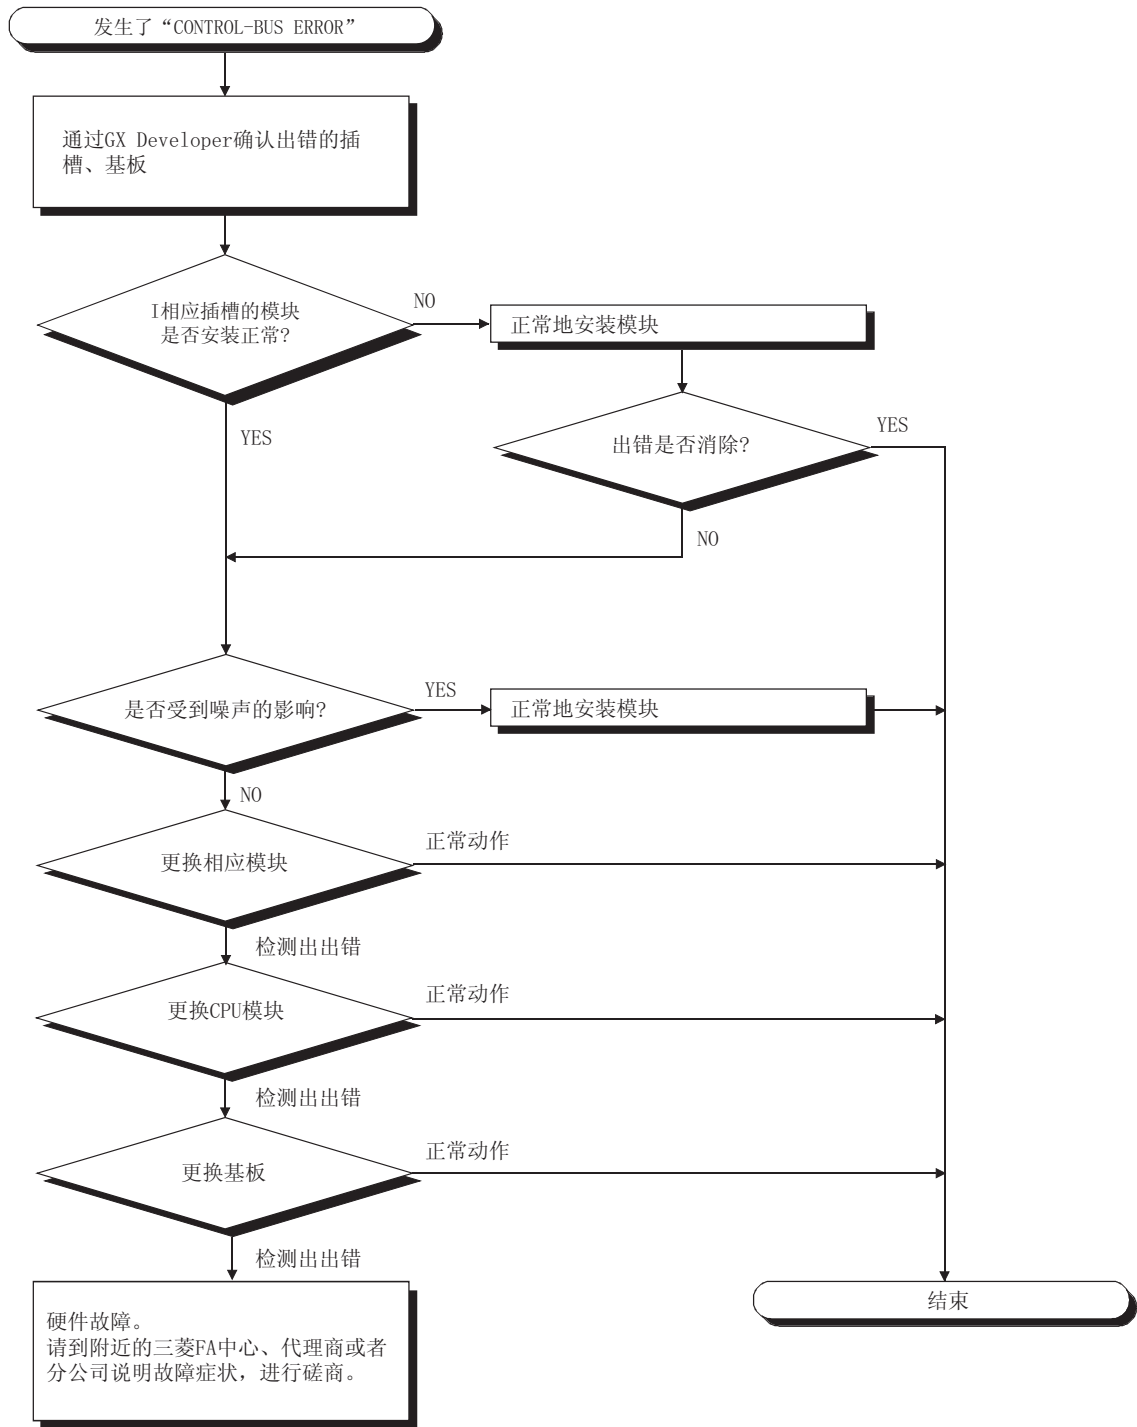 发生了“CONTROL-BUS ERROR”
通过GX Developer确认出错的插
槽、基板
I相应插槽的模块
是否安装正常?
NO
正常地安装模块
YES
出错是否消除?
YES
NO
是否受到噪声的影响?
YES
正常地安装模块
NO
更换相应模块
正常动作
检测出出错
更换CPU模块
正常动作
检测出出错
更换基板
正常动作
检测出出错
硬件故障。
请到附近的三菱FA中心、代理商或者
分公司说明故障症状,进行磋商。
结束